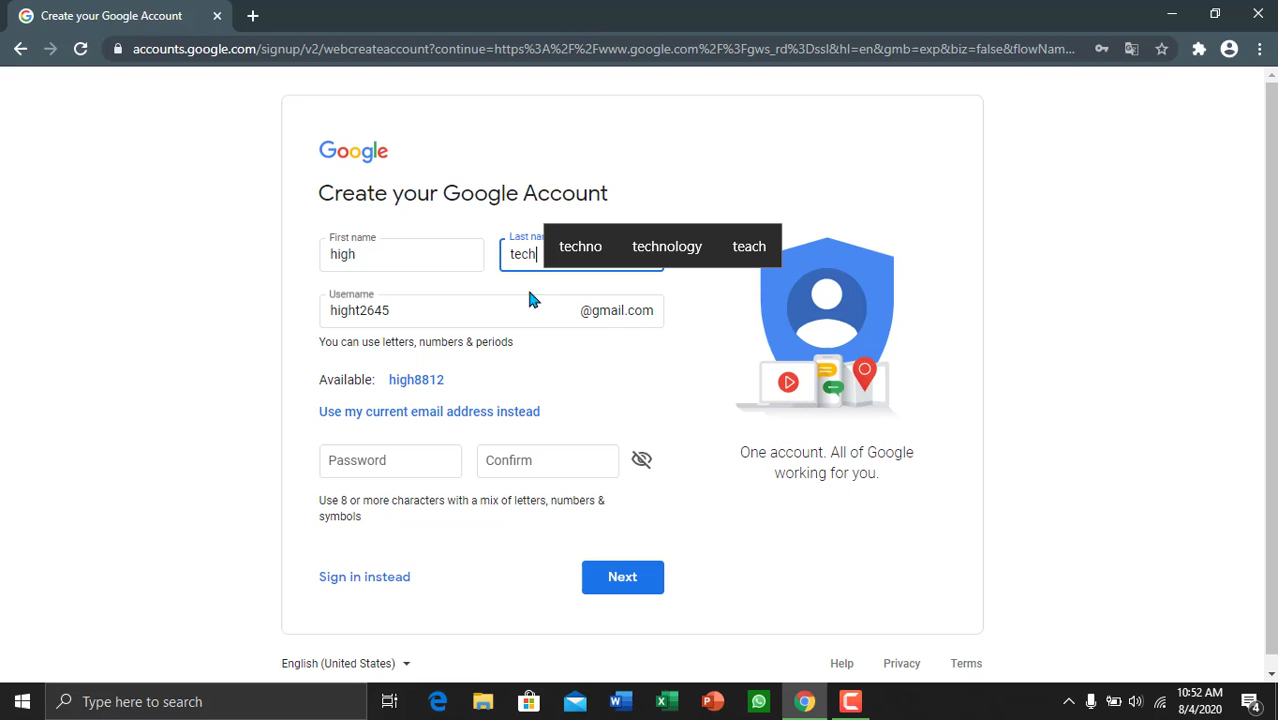 Create your Google Account
accounts.google.com/signup/v2/webcreateaccount?continue=https%3A%2F%2Fwww.google.com%2F%3Fgws_rd%3Dssl&hl=en&gmb=exp&biz=false&flowNam...
Google
Create your Google Account
First name
high
Last nam
tech
techno technology teach
Username
hight2645 @gmail.com
You can use letters, numbers & periods
Available: high8812
Use my current email address instead
Password Confirm
Use 8 or more characters with a mix of letters, numbers &
symbols
Sign in instead
Next
One account. All of Google
working for you.
English (United States)
Help Privacy Terms
Type here to search
10:52 AM
8/4/2020
4